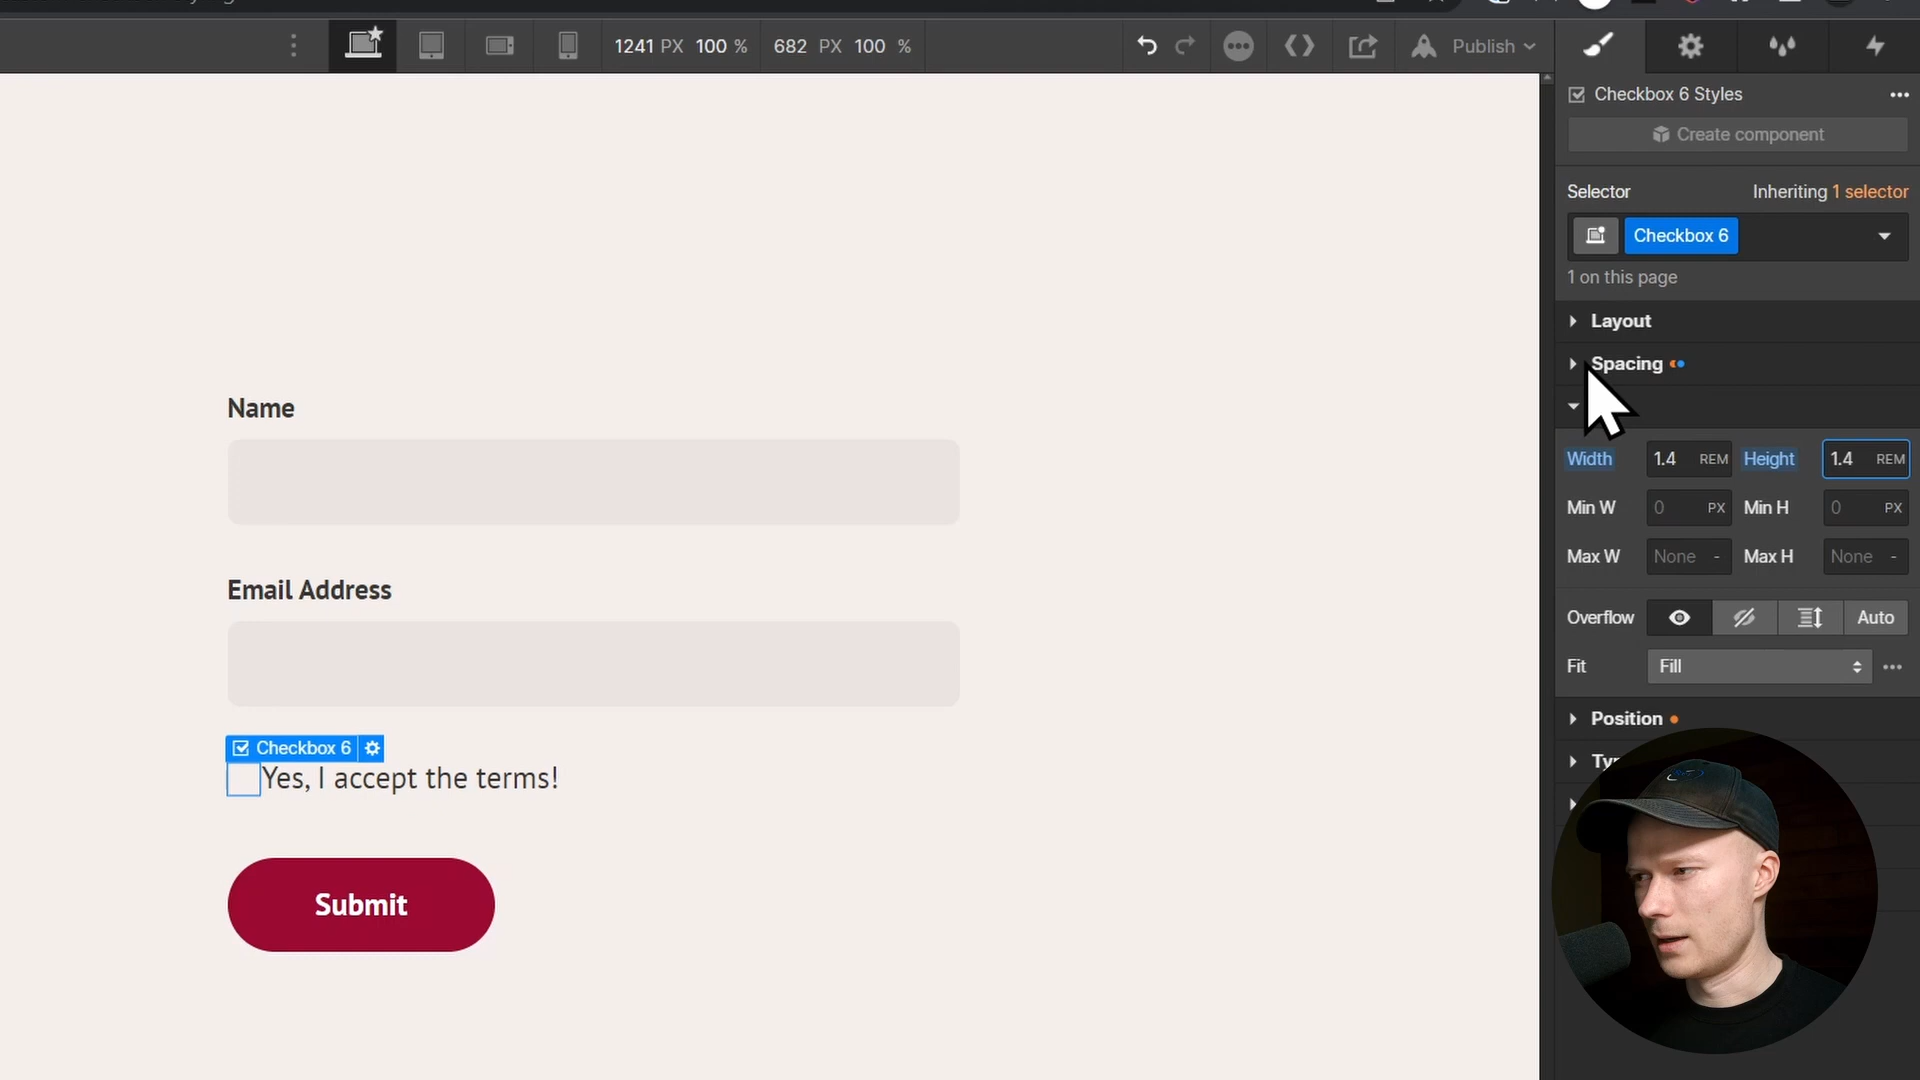 1241 PX 100 % 682 PX 100 %
Publish
Checkbox 6 Styles
Create component
Selector
Inheriting 1 selector
Checkbox 6
1 on this page
Layout
Spacing
Width 1.4 REM Height 1.4 REM
Min W 0 PX Min H 0 PX
Max W None - Max H None -
Overflow Auto
Fit Fill
Position
Name
Email Address
Checkbox 6
Yes, I accept the terms!
Submit